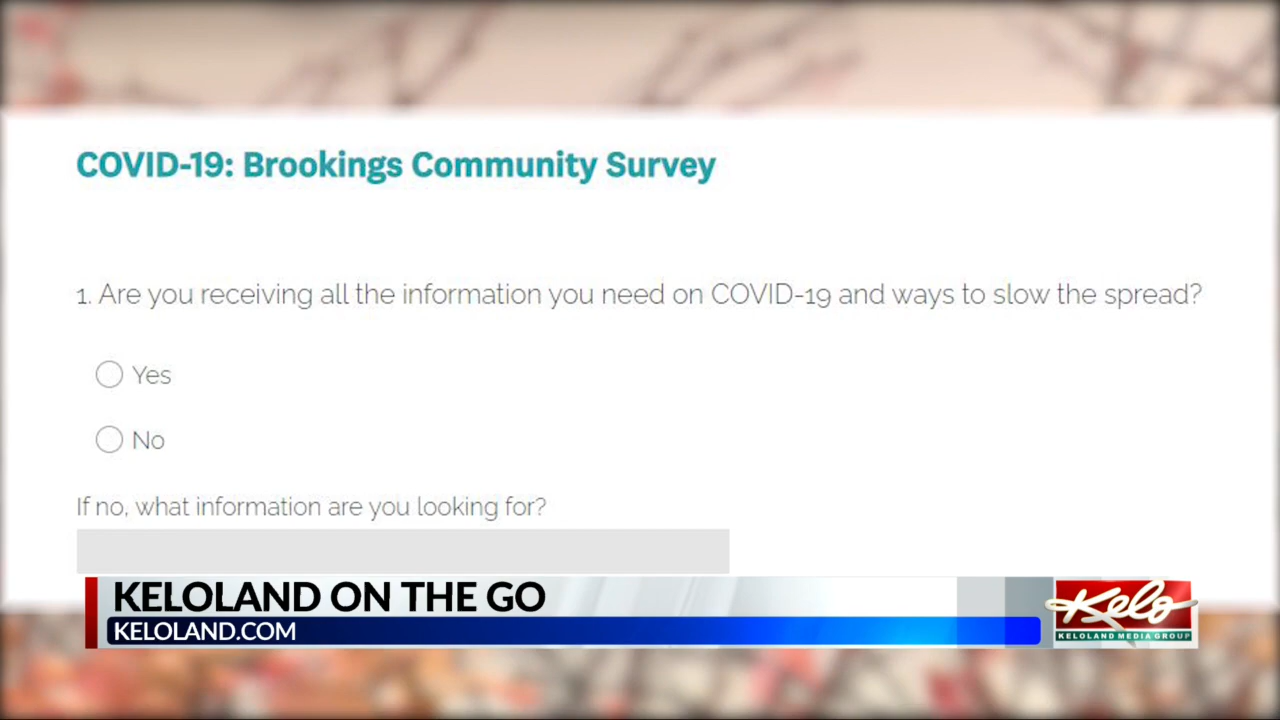 COVID-19: Brookings Community Survey
1. Are you receiving all the information you need on COVID-19 and ways to slow the spread?
Yes
No
If no, what information are you looking for?
KELOLAND ON THE GO
KELOLAND.COM
Kelo
KELOLAND MEDIA GROUP